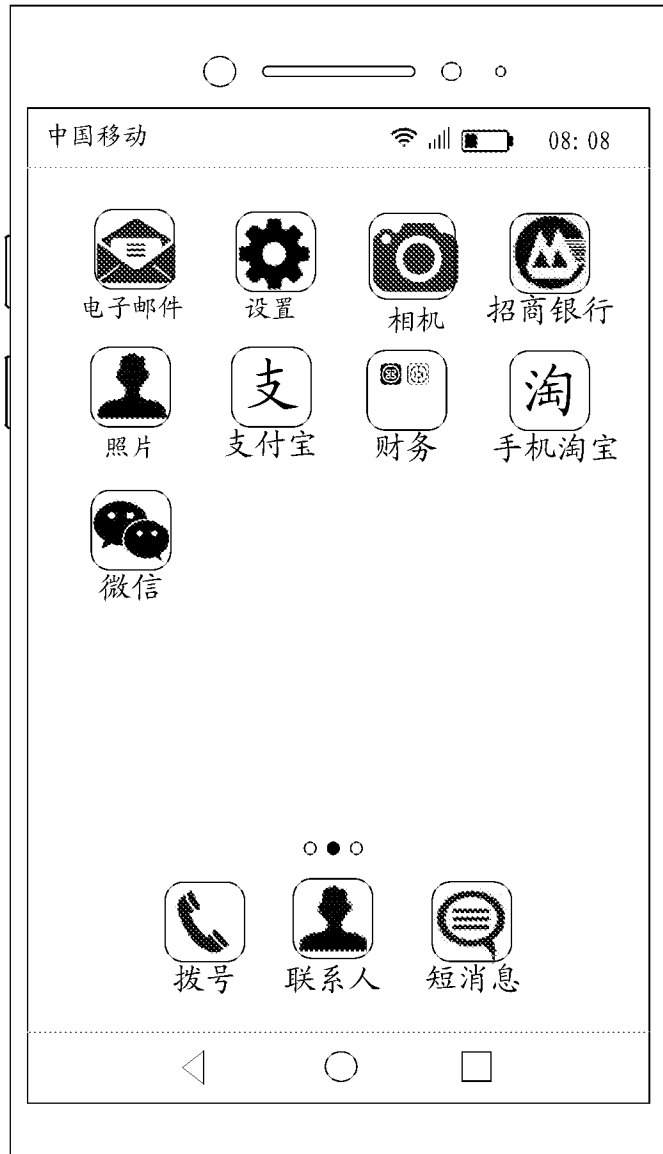 中国移动 08: 08
电子邮件 设置 相机 招商银行
支 淘
照片 支付宝 财务 手机淘宝
微信
拨号 联系人 短消息